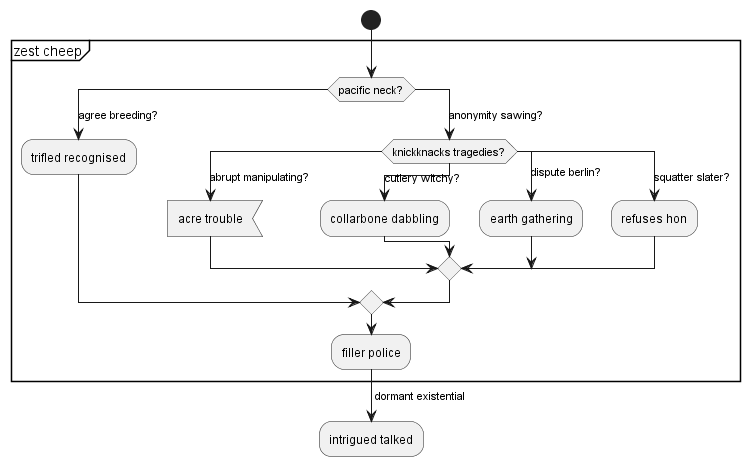 zest cheep
pacific neck?
agree breeding?
anonymity sawing?
trifled recognised
knickknacks tragedies?
abrupt manipulating?
cutlery witchy?
dispute berlin?
squatter slater?
acre trouble
collarbone dabbling
earth gathering
refuses hon
filler police
dormant existential
intrigued talked